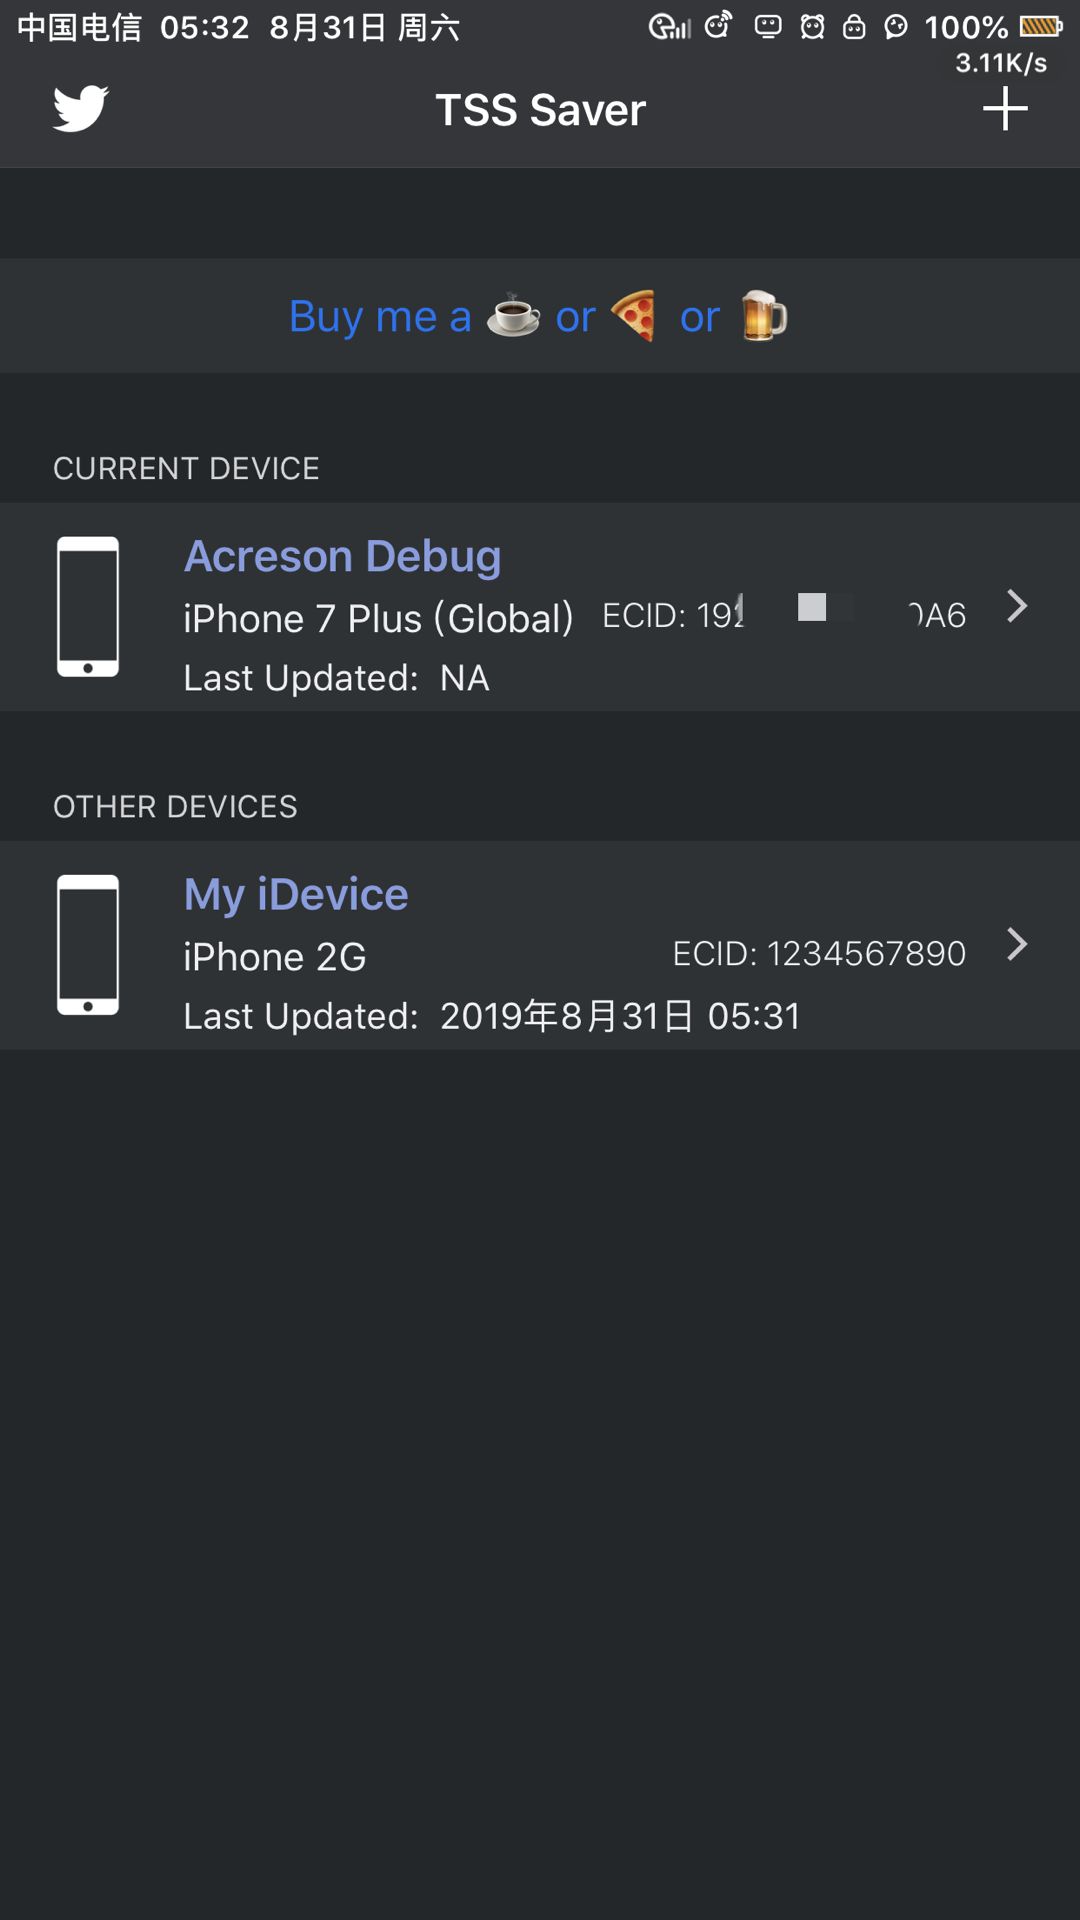 中国电信 05:32 8月31日 周六 100%
3.11K/s
TSS Saver
Buy me a ☕ or 🍕 or 🍺
CURRENT DEVICE
Acreson Debug
iPhone 7 Plus (Global) ECID: 19 A6
Last Updated: NA
OTHER DEVICES
My iDevice
iPhone 2G ECID: 1234567890
Last Updated: 2019年8月31日 05:31